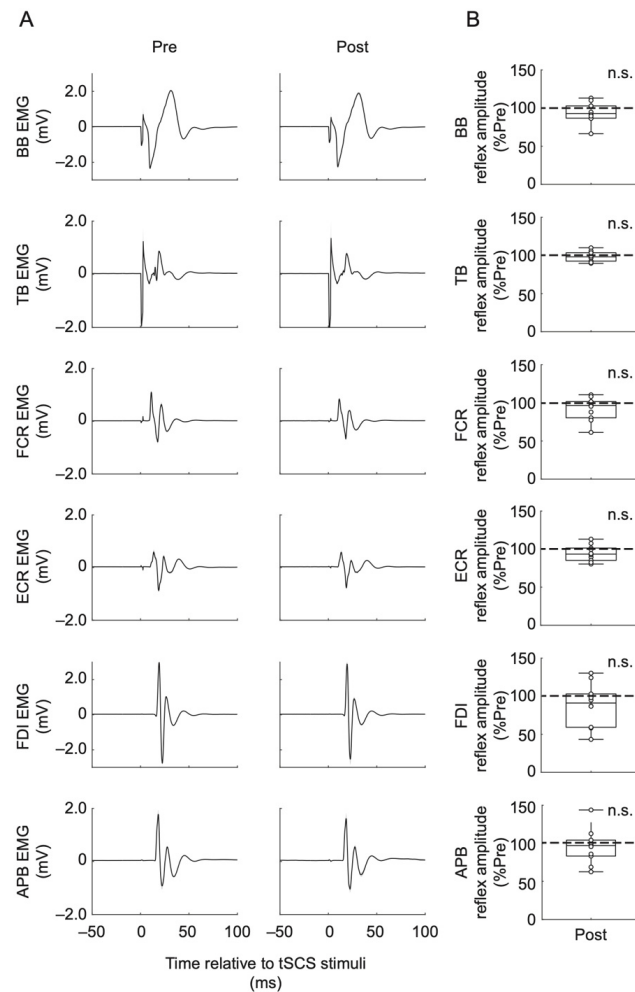 A
B
Pre
Post
BB EMG
(mV)
2.0
0
−2.0
BB
reflex amplitude
(%Pre)
150
100
50
0
n.s.
TB EMG
(mV)
2.0
0
−2.0
TB
reflex amplitude
(%Pre)
150
100
50
0
n.s.
FCR EMG
(mV)
2.0
0
−2.0
FCR
reflex amplitude
(%Pre)
150
100
50
0
n.s.
ECR EMG
(mV)
2.0
0
−2.0
ECR
reflex amplitude
(%Pre)
150
100
50
0
n.s.
FDI EMG
(mV)
2.0
0
−2.0
FDI
reflex amplitude
(%Pre)
150
100
50
0
n.s.
APB EMG
(mV)
2.0
0
−2.0
APB
reflex amplitude
(%Pre)
150
100
50
0
n.s.
−50 0 50 100
−50 0 50 100
Post
Time relative to tSCS stimuli
(ms)